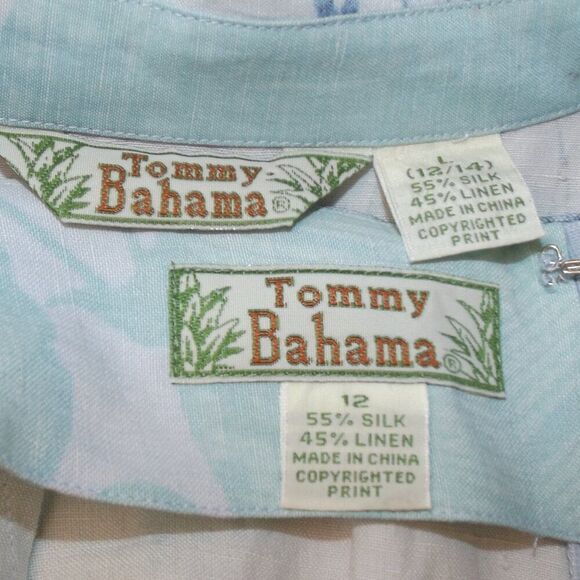 Tommy
Bahama®
L
(12/14)
55% SILK
45% LINEN
MADE IN CHINA
COPYRIGHTED
PRINT
Tommy
Bahama®
12
55% SILK
45% LINEN
MADE IN CHINA
COPYRIGHTED
PRINT